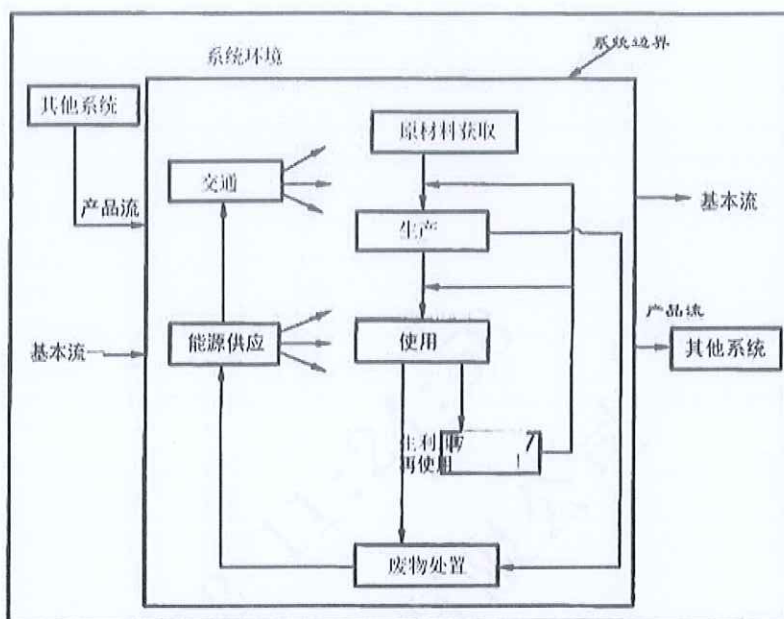 系统环境
系统边界
其他系统
原材料获取
交通
产品流
基本流
生产
产品流
能源供应
使用
基本流
其他系统
生利
再使用
废物处置